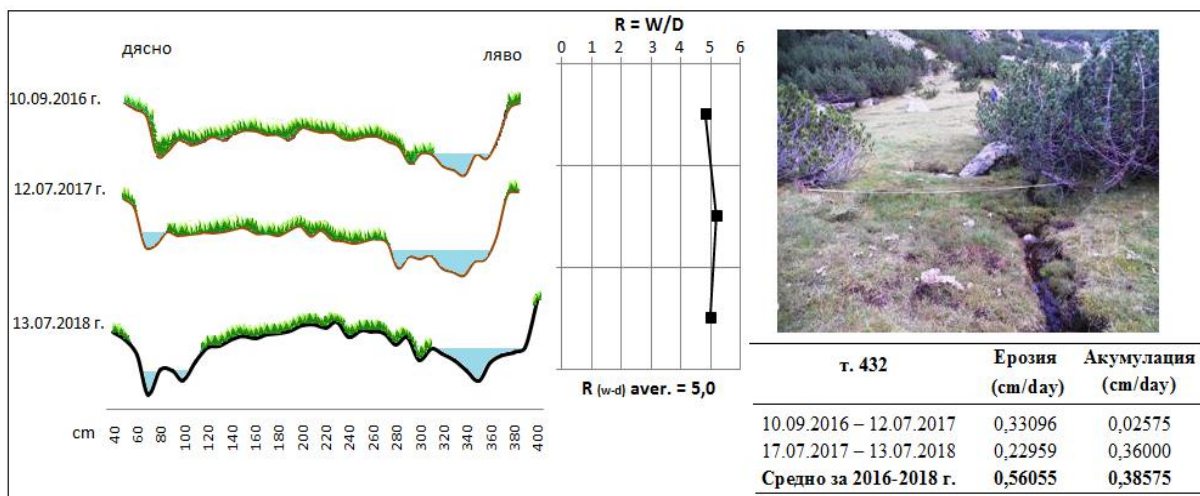 дясно
ляво
10.09.2016 г.
12.07.2017 г.
13.07.2018 г.
cm
40 60 80 100 120 140 160 180 200 220 240 260 280 300 320 340 360 380 400
R = W/D
0 1 2 3 4 5 6
R (w-d) aver. = 5,0
т. 432 Ерозия (cm/day) Акумулация (cm/day)
10.09.2016 – 12.07.2017 0,33096 0,02575
17.07.2017 – 13.07.2018 0,22959 0,36000
Средно за 2016-2018 г. 0,56055 0,38575